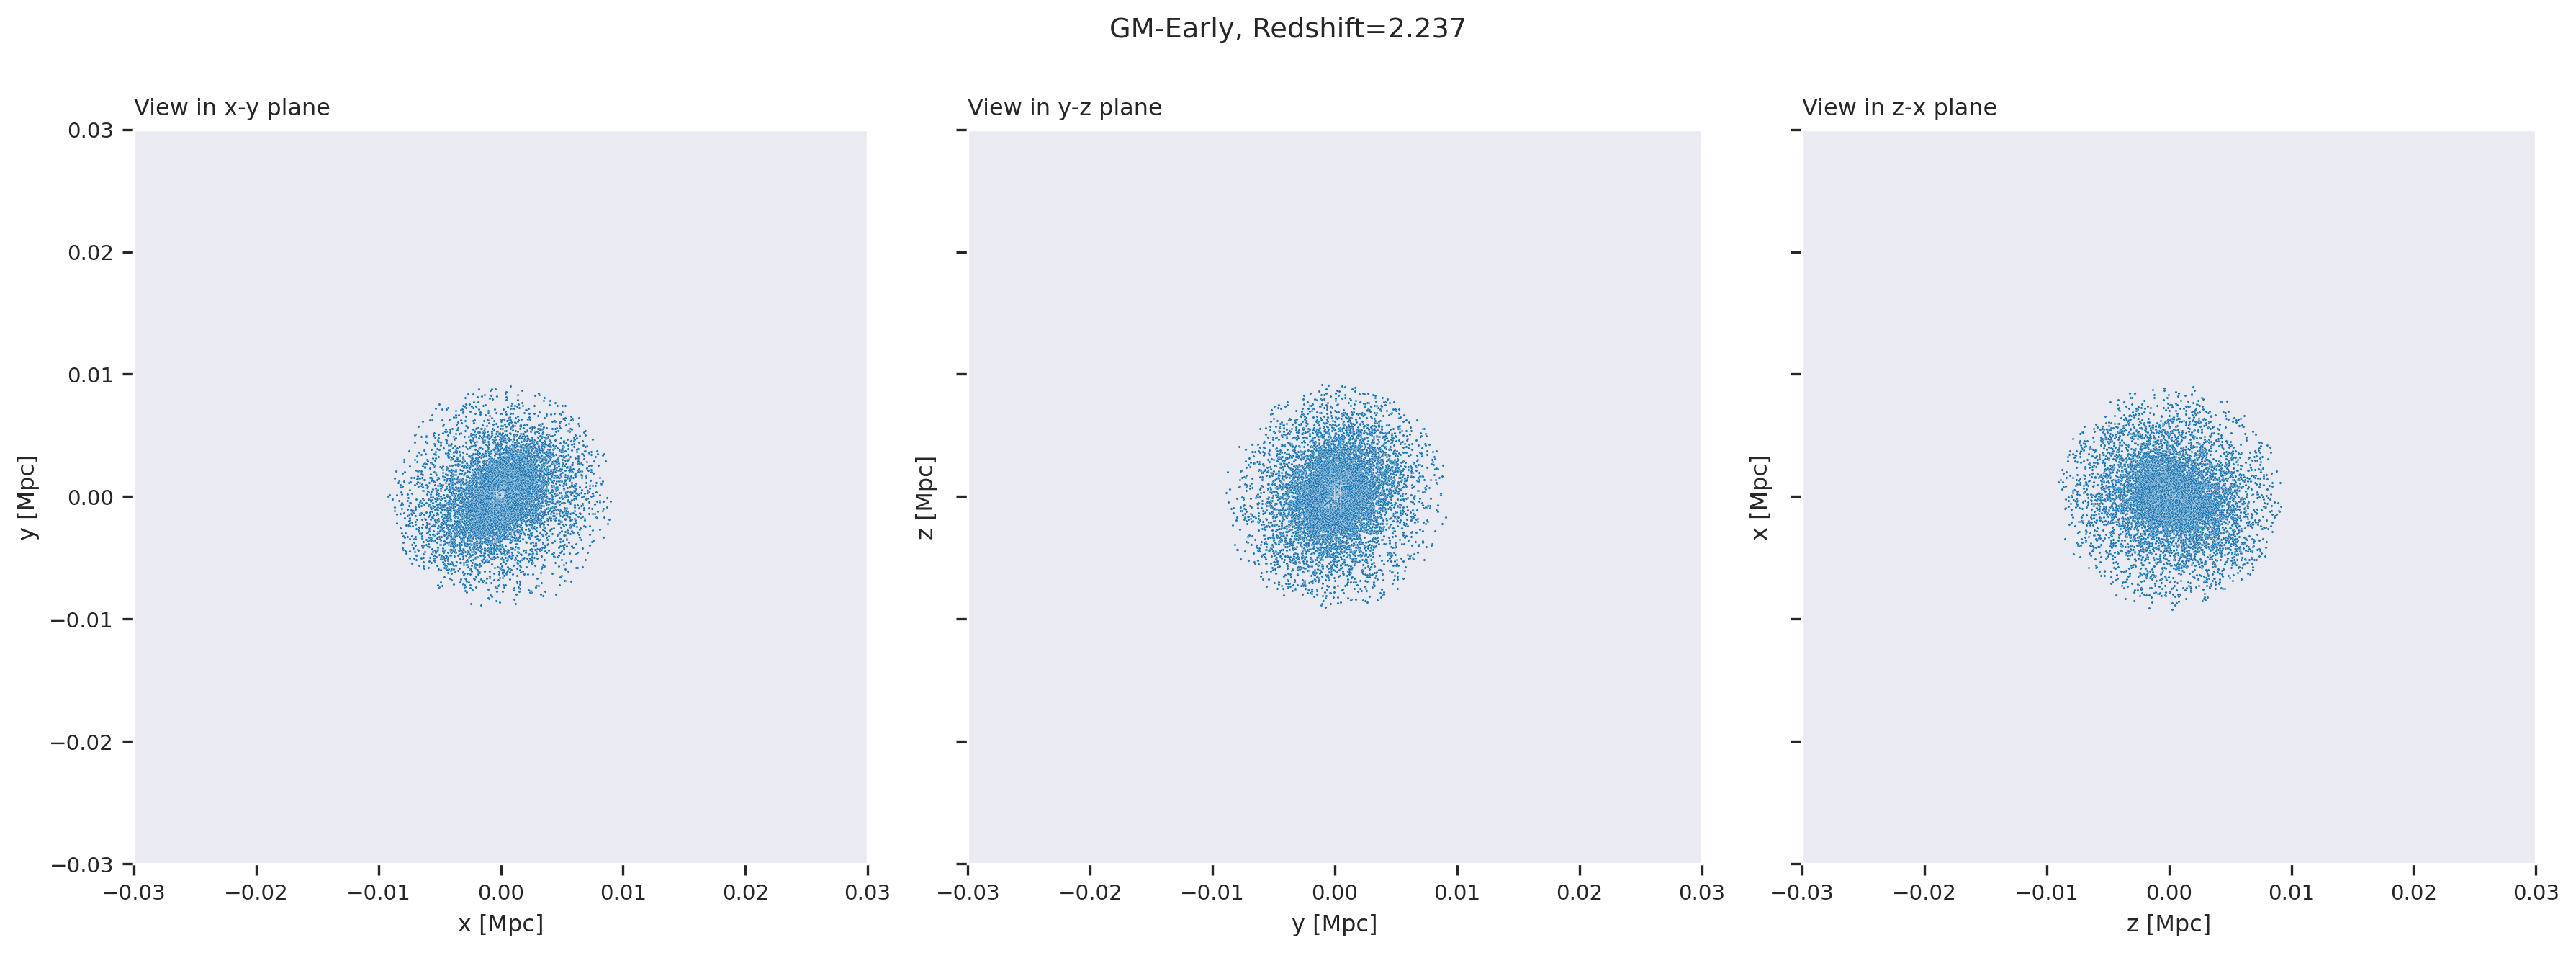 GM-Early, Redshift=2.237
View in x-y plane
View in y-z plane
View in z-x plane
0.03
0.02
0.01
0.00
−0.01
−0.02
−0.03
y [Mpc]
z [Mpc]
x [Mpc]
−0.03 −0.02 −0.01 0.00 0.01 0.02 0.03
−0.03 −0.02 −0.01 0.00 0.01 0.02 0.03
−0.03 −0.02 −0.01 0.00 0.01 0.02 0.03
x [Mpc]
y [Mpc]
z [Mpc]